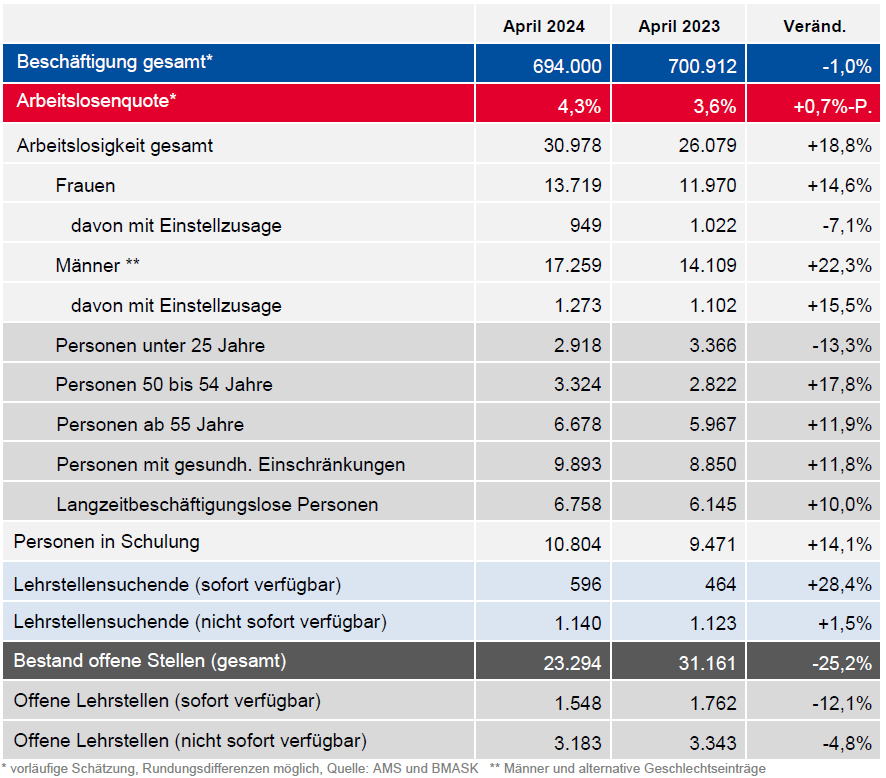 April 2024 April 2023 Veränd.
Beschäftigung gesamt* 694.000 700.912 -1,0%
Arbeitslosenquote* 4,3% 3,6% +0,7%-P.
Arbeitslosigkeit gesamt 30.978 26.079 +18,8%
Frauen 13.719 11.970 +14,6%
davon mit Einstellzusage 949 1.022 -7,1%
Männer ** 17.259 14.109 +22,3%
davon mit Einstellzusage 1.273 1.102 +15,5%
Personen unter 25 Jahre 2.918 3.366 -13,3%
Personen 50 bis 54 Jahre 3.324 2.822 +17,8%
Personen ab 55 Jahre 6.678 5.967 +11,9%
Personen mit gesundh. Einschränkungen 9.893 8.850 +11,8%
Langzeitbeschäftigungslose Personen 6.758 6.145 +10,0%
Personen in Schulung 10.804 9.471 +14,1%
Lehrstellensuchende (sofort verfügbar) 596 464 +28,4%
Lehrstellensuchende (nicht sofort verfügbar) 1.140 1.123 +1,5%
Bestand offene Stellen (gesamt) 23.294 31.161 -25,2%
Offene Lehrstellen (sofort verfügbar) 1.548 1.762 -12,1%
Offene Lehrstellen (nicht sofort verfügbar) 3.183 3.343 -4,8%
* vorläufige Schätzung, Rundungsdifferenzen möglich, Quelle: AMS und BMASK ** Männer und alternative Geschlechtseinträge